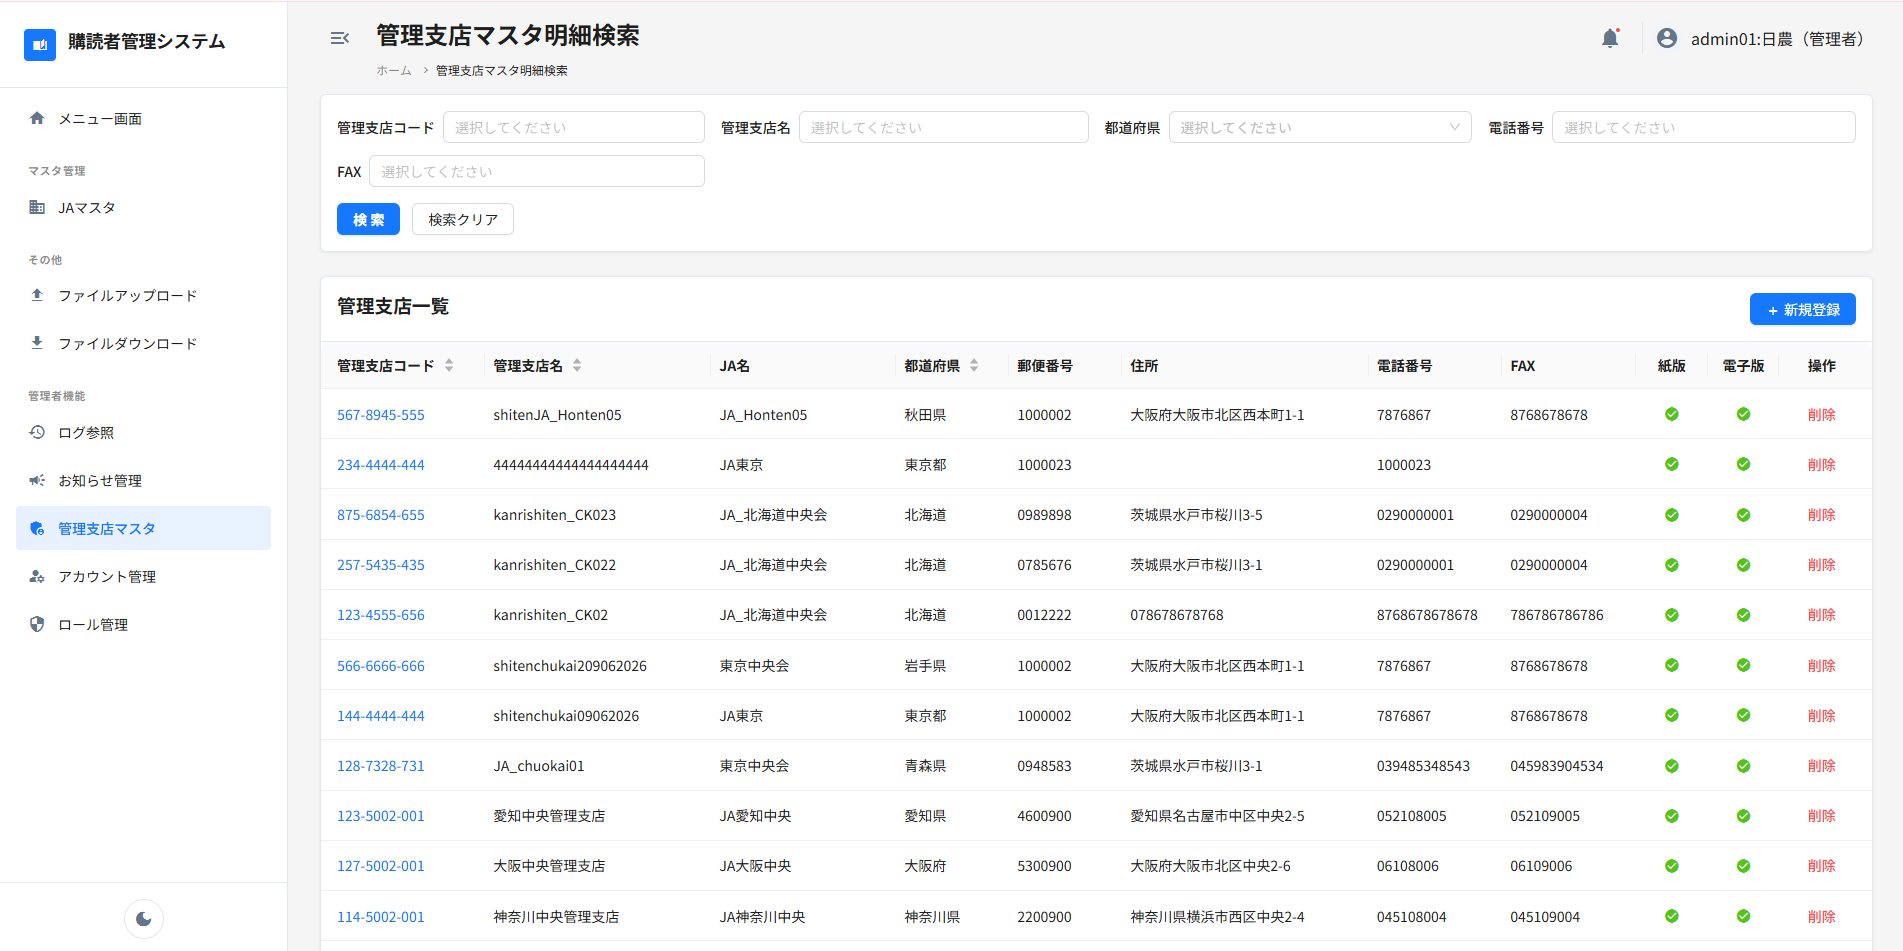 購読者管理システム
メニュー画面
マスタ管理
JAマスタ
その他
ファイルアップロード
ファイルダウンロード
管理者機能
ログ参照
お知らせ管理
管理支店マスタ
アカウント管理
ロール管理
管理支店マスタ明細検索
admin01:日農（管理者）
ホーム > 管理支店マスタ明細検索
管理支店コード 選択してください 管理支店名 選択してください 都道府県 選択してください 電話番号 選択してください
FAX 選択してください
検索 検索クリア
管理支店一覧
+ 新規登録
管理支店コード 管理支店名 JA名 都道府県 郵便番号 住所 電話番号 FAX 紙版 電子版 操作
567-8945-555 shitenJA_Honten05 JA_Honten05 秋田県 1000002 大阪府大阪市北区西本町1-1 7876867 8768678678 削除
234-4444-444 44444444444444444444 JA東京 東京都 1000023 1000023 削除
875-6854-655 kanrishiten_CK023 JA_北海道中央会 北海道 0989898 茨城県水戸市桜川3-5 0290000001 0290000004 削除
257-5435-435 kanrishiten_CK022 JA_北海道中央会 北海道 0785676 茨城県水戸市桜川3-1 0290000001 0290000004 削除
123-4555-656 kanrishiten_CK02 JA_北海道中央会 北海道 0012222 078678678768 8768678678678 786786786786 削除
566-6666-666 shitenchukai209062026 東京中央会 岩手県 1000002 大阪府大阪市北区西本町1-1 7876867 8768678678 削除
144-4444-444 shitenchukai09062026 JA東京 東京都 1000002 大阪府大阪市北区西本町1-1 7876867 8768678678 削除
128-7328-731 JA_chuokai01 東京中央会 青森県 0948583 茨城県水戸市桜川3-1 039485348543 045983904534 削除
123-5002-001 愛知中央管理支店 JA愛知中央 愛知県 4600900 愛知県名古屋市中区中央2-5 052108005 052109005 削除
127-5002-001 大阪中央管理支店 JA大阪中央 大阪府 5300900 大阪府大阪市北区中央2-6 06108006 06109006 削除
114-5002-001 神奈川中央管理支店 JA神奈川中央 神奈川県 2200900 神奈川県横浜市西区中央2-4 045108004 045109004 削除